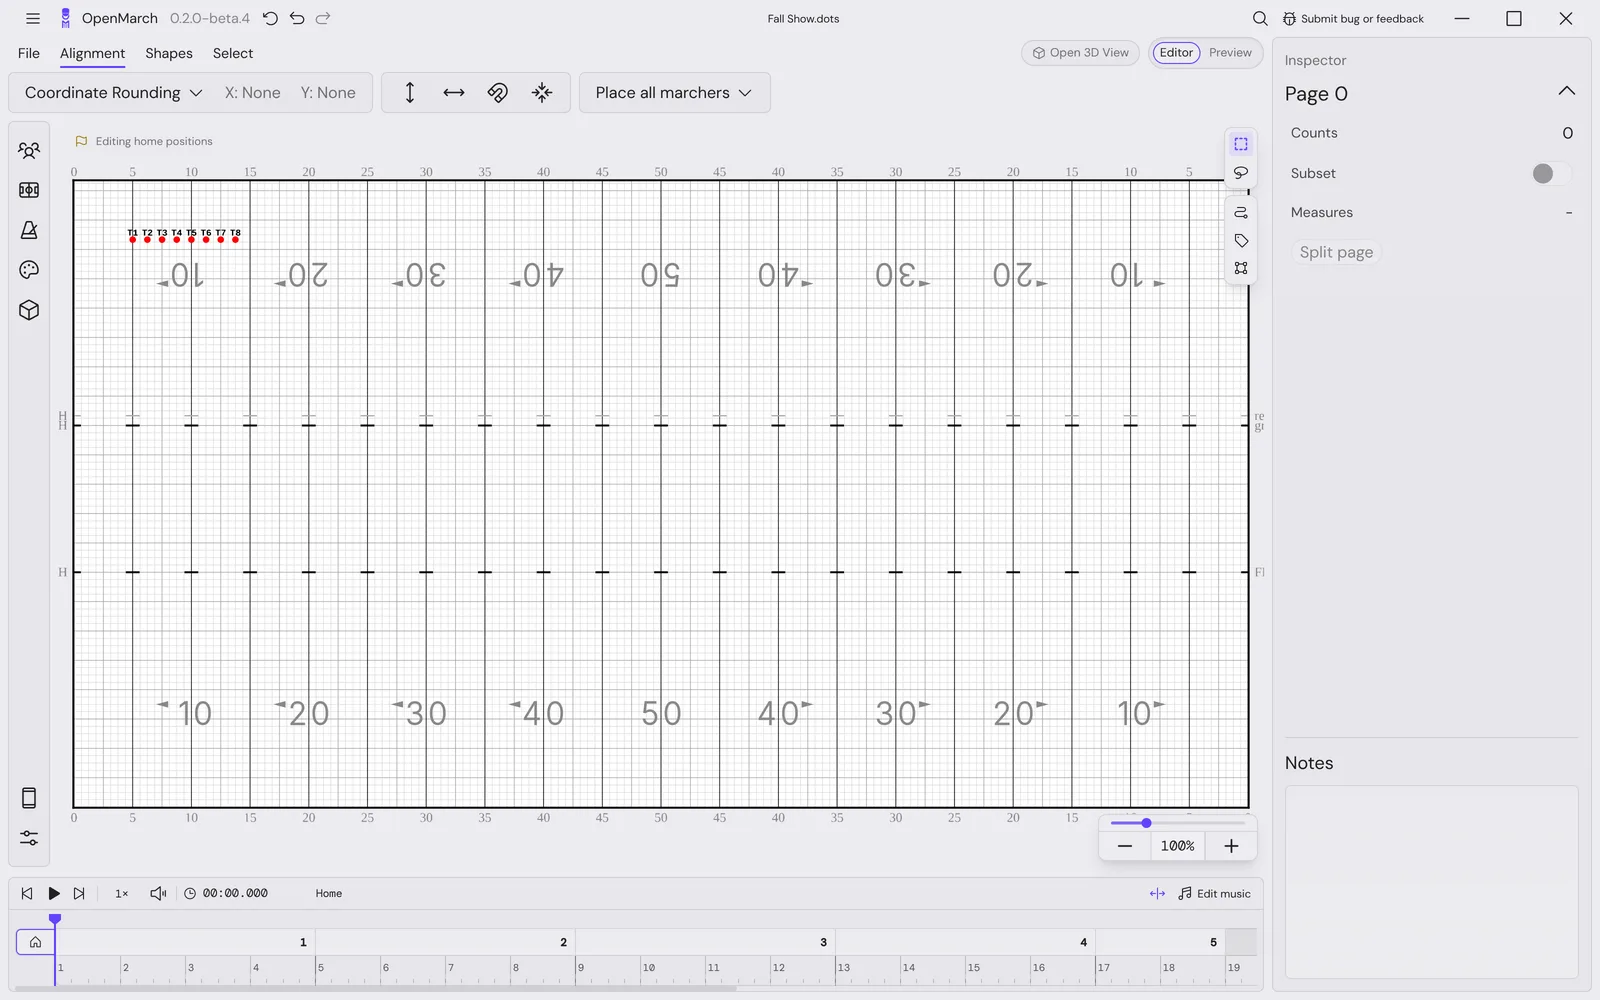 OpenMarch 0.2.0-beta.4 Fall Show.dots Submit bug or feedback
File Alignment Shapes Select Open 3D View Editor Preview
Coordinate Rounding X: None Y: None Place all marchers
Editing home positions
0 5 10 15 20 25 30 35 40 45 50 45 40 35 30 25 20 15 10 5
T1 T2 T3 T4 T5 T6 T7 T8
10 20 30 40 50 40 30 20 10
H re
H gr
H Fl
10 20 30 40 50 40 30 20 10
0 5 10 15 20 25 30 35 40 45 50 45 40 35 30 25 20 15
100%
Inspector
Page 0
Counts 0
Subset
Measures -
Split page
Notes
1× 00:00.000 Home Edit music
1 2 3 4 5
1 2 3 4 5 6 7 8 9 10 11 12 13 14 15 16 17 18 19